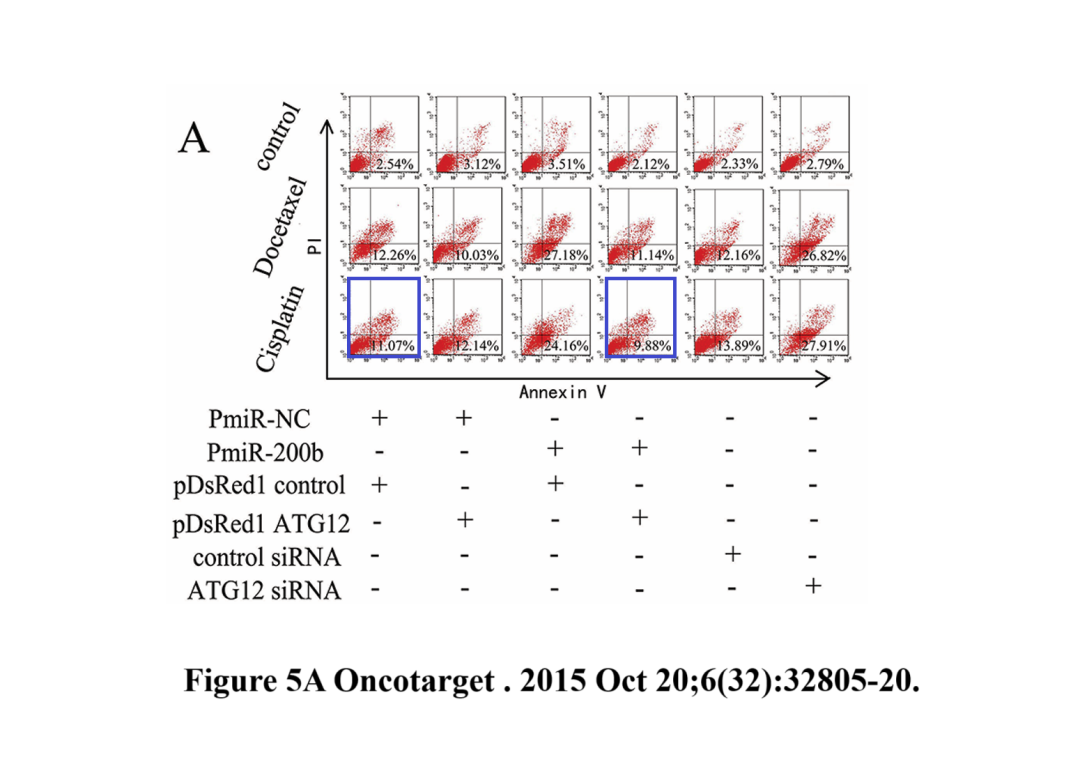 A
control
2.54% 3.12% 3.51% 2.12% 2.33% 2.79%
Docetaxel
12.26% 10.03% 27.18% 11.14% 12.16% 26.82%
PI
Cisplatin
11.07% 12.14% 24.16% 9.88% 13.89% 27.91%
Annexin V
PmiR-NC + + - - - -
PmiR-200b - - + + - -
pDsRed1 control + - + - - -
pDsRed1 ATG12 - + - + - -
control siRNA - - - - + -
ATG12 siRNA - - - - - +
Figure 5A Oncotarget . 2015 Oct 20;6(32):32805-20.